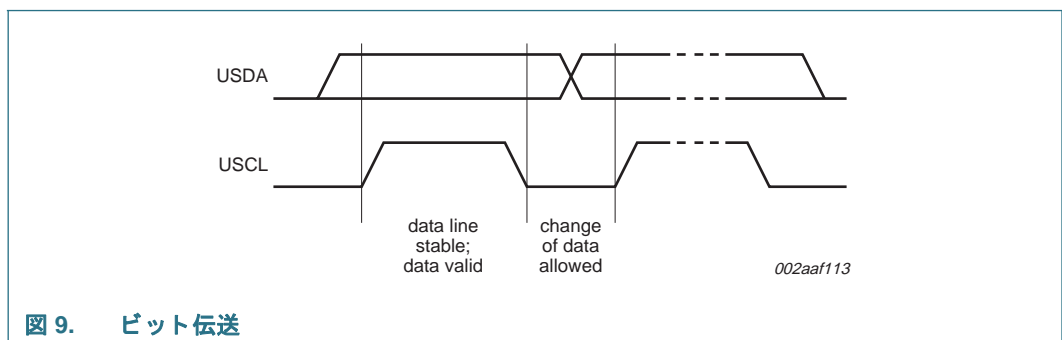 USDA
USCL
data line
stable;
data valid
change
of data
allowed
002aaf113
図 9. ビット伝送